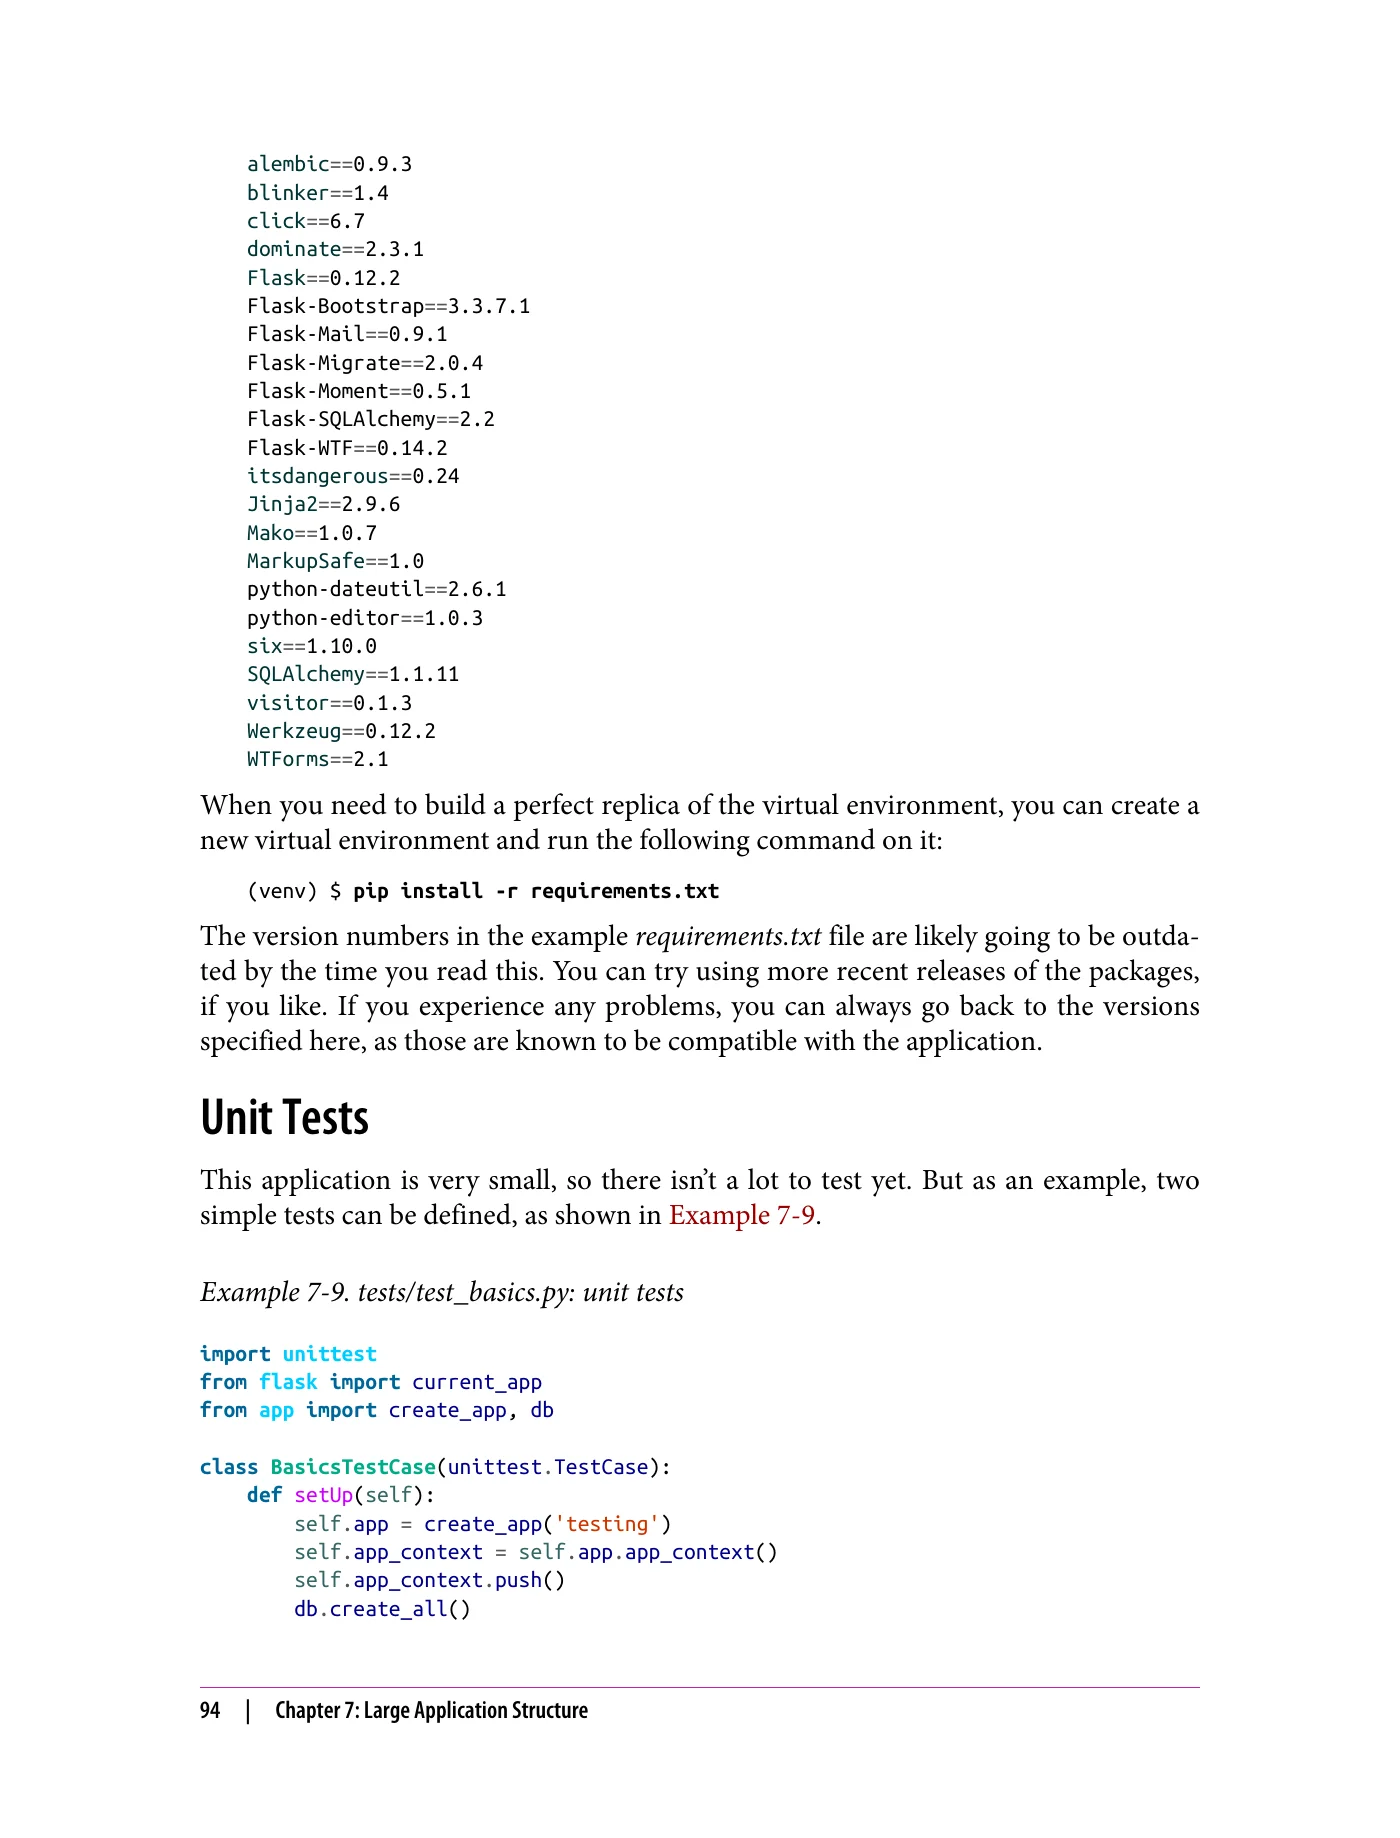 alembic==0.9.3
blinker==1.4
click==6.7
dominate==2.3.1
Flask==0.12.2
Flask-Bootstrap==3.3.7.1
Flask-Mail==0.9.1
Flask-Migrate==2.0.4
Flask-Moment==0.5.1
Flask-SQLAlchemy==2.2
Flask-WTF==0.14.2
itsdangerous==0.24
Jinja2==2.9.6
Mako==1.0.7
MarkupSafe==1.0
python-dateutil==2.6.1
python-editor==1.0.3
six==1.10.0
SQLAlchemy==1.1.11
visitor==0.1.3
Werkzeug==0.12.2
WTForms==2.1
When you need to build a perfect replica of the virtual environment, you can create a
new virtual environment and run the following command on it:
(venv) $ pip install -r requirements.txt
The version numbers in the example requirements.txt file are likely going to be outda-
ted by the time you read this. You can try using more recent releases of the packages,
if you like. If you experience any problems, you can always go back to the versions
specified here, as those are known to be compatible with the application.
Unit Tests
This application is very small, so there isn’t a lot to test yet. But as an example, two
simple tests can be defined, as shown in Example 7-9.
Example 7-9. tests/test_basics.py: unit tests
import unittest
from flask import current_app
from app import create_app, db
class BasicsTestCase(unittest.TestCase):
    def setUp(self):
        self.app = create_app('testing')
        self.app_context = self.app.app_context()
        self.app_context.push()
        db.create_all()
94 | Chapter 7: Large Application Structure